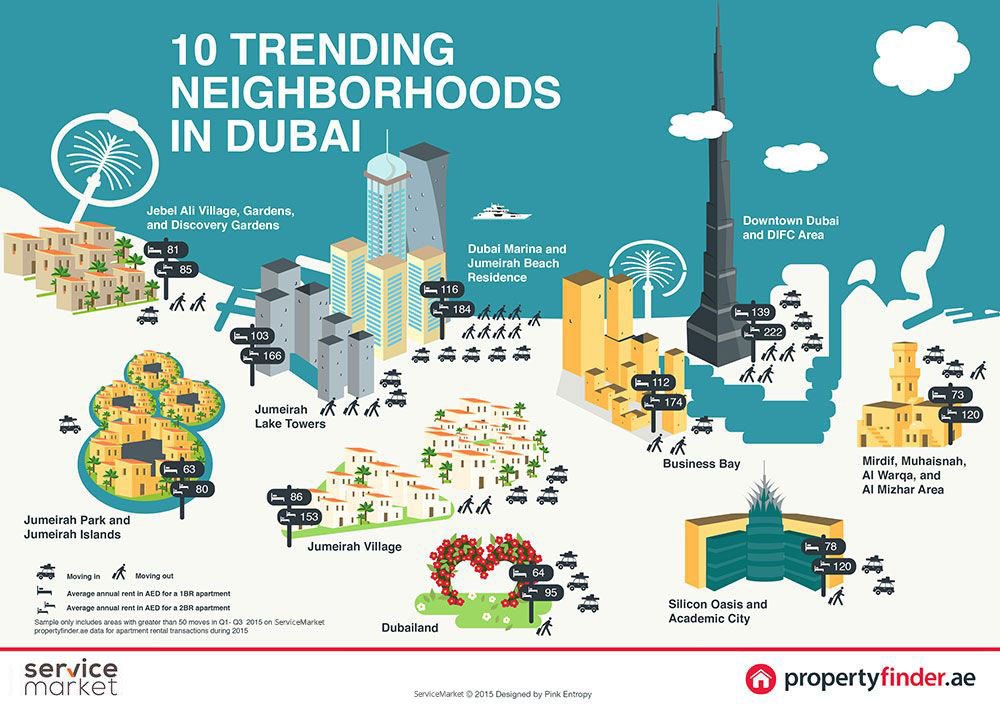 10 TRENDING
NEIGHBORHOODS
IN DUBAI
Jebel Ali Village, Gardens,
and Discovery Gardens
81
85
Dubai Marina and
Jumeirah Beach
Residence
116
184
Downtown Dubai
and DIFC Area
139
222
103
166
Jumeirah
Lake Towers
112
174
Business Bay
73
120
Mirdif, Muhaisnah,
Al Warqa, and
Al Mizhar Area
63
80
Jumeirah Park and
Jumeirah Islands
86
153
Jumeirah Village
64
95
Dubailand
78
120
Silicon Oasis and
Academic City
Moving in
Moving out
Average annual rent in AED for a 1BR apartment
Average annual rent in AED for a 2BR apartment
Sample only includes areas with greater than 50 moves in Q1- Q3 2015 on ServiceMarket
propertyfinder.ae data for apartment rental transactions during 2015
service
market
ServiceMarket © 2015 Designed by Pink Entropy
propertyfinder.ae